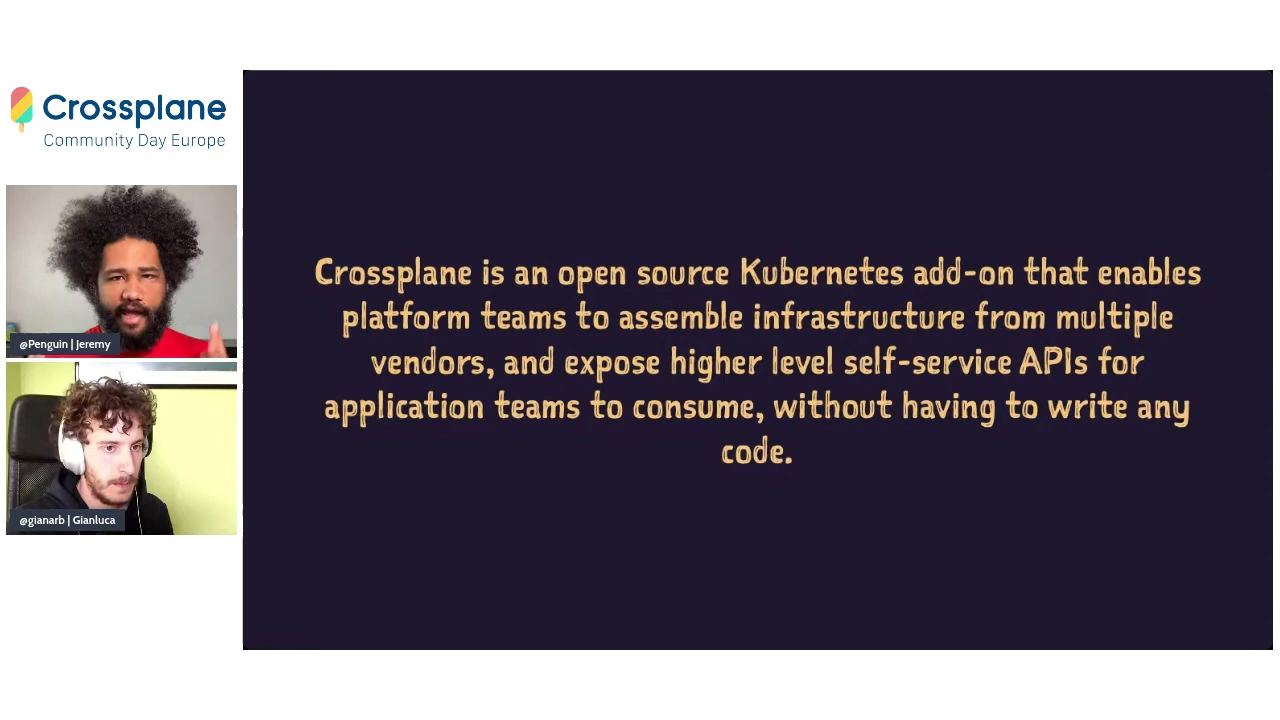 Crossplane
Community Day Europe
@Penguin | Jeremy
@gianarb | Gianluca
Crossplane is an open source Kubernetes add-on that enables
platform teams to assemble infrastructure from multiple
vendors, and expose higher level self-service APIs for
application teams to consume, without having to write any
code.